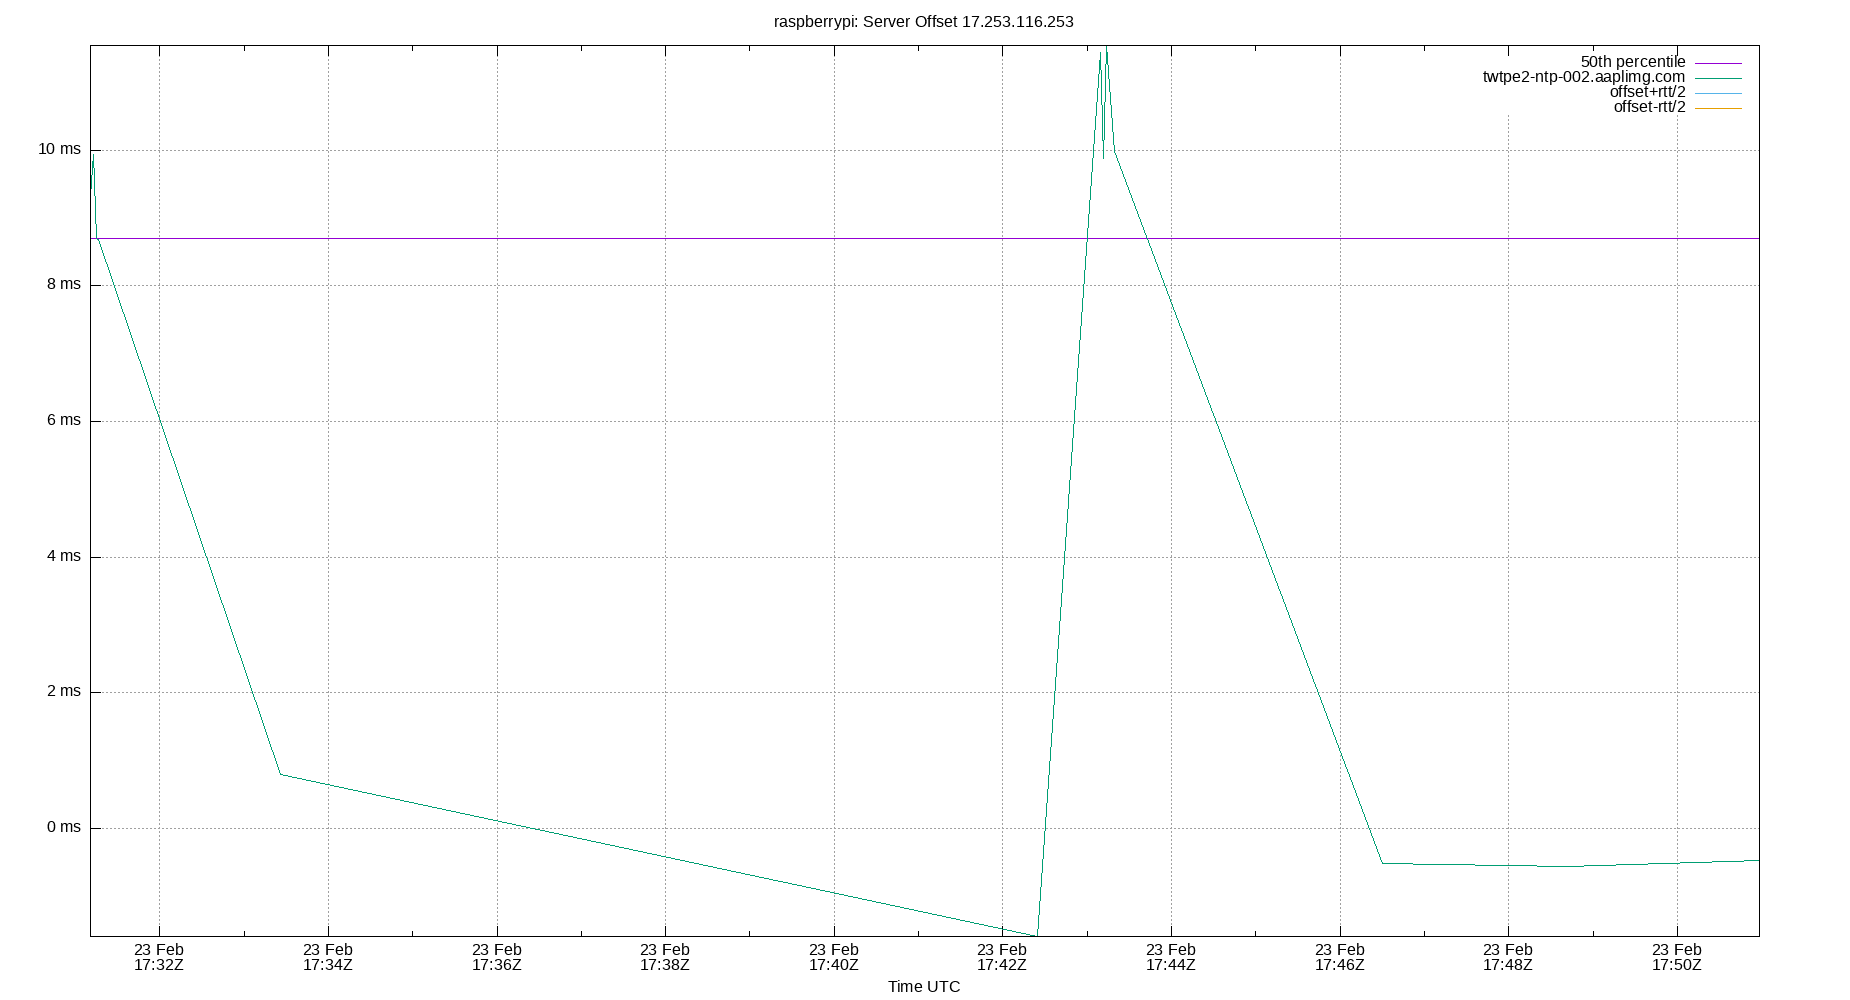 raspberrypi: Server Offset 17.253.116.253
50th percentile
twtpe2-ntp-002.aaplimg.com
offset+rtt/2
offset-rtt/2
10 ms
8 ms
6 ms
4 ms
2 ms
0 ms
23 Feb 23 Feb 23 Feb 23 Feb 23 Feb 23 Feb 23 Feb 23 Feb 23 Feb 23 Feb
17:32Z 17:34Z 17:36Z 17:38Z 17:40Z 17:42Z 17:44Z 17:46Z 17:48Z 17:50Z
Time UTC